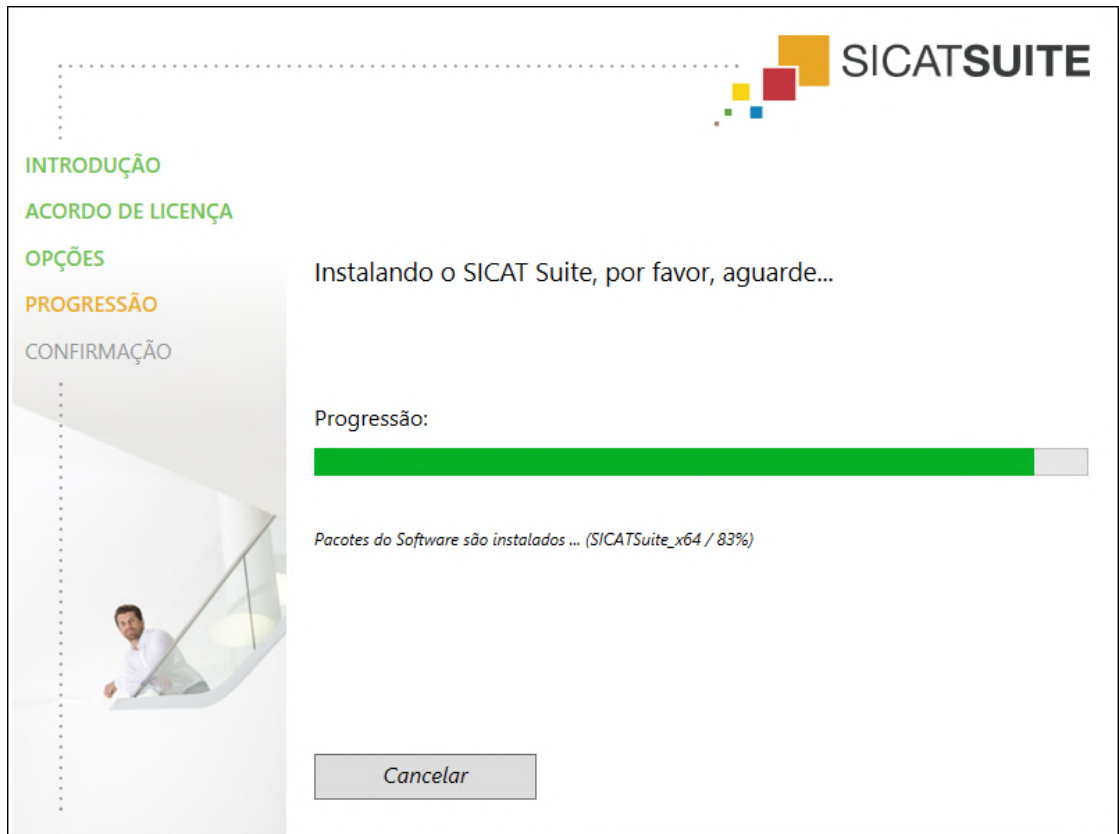 SICATSUITE
INTRODUÇÃO
ACORDO DE LICENÇA
OPÇÕES
PROGRESSÃO
CONFIRMAÇÃO
Instalando o SICAT Suite, por favor, aguarde...
Progressão:
Pacotes do Software são instalados ... (SICATSuite_x64 / 83%)
Cancelar